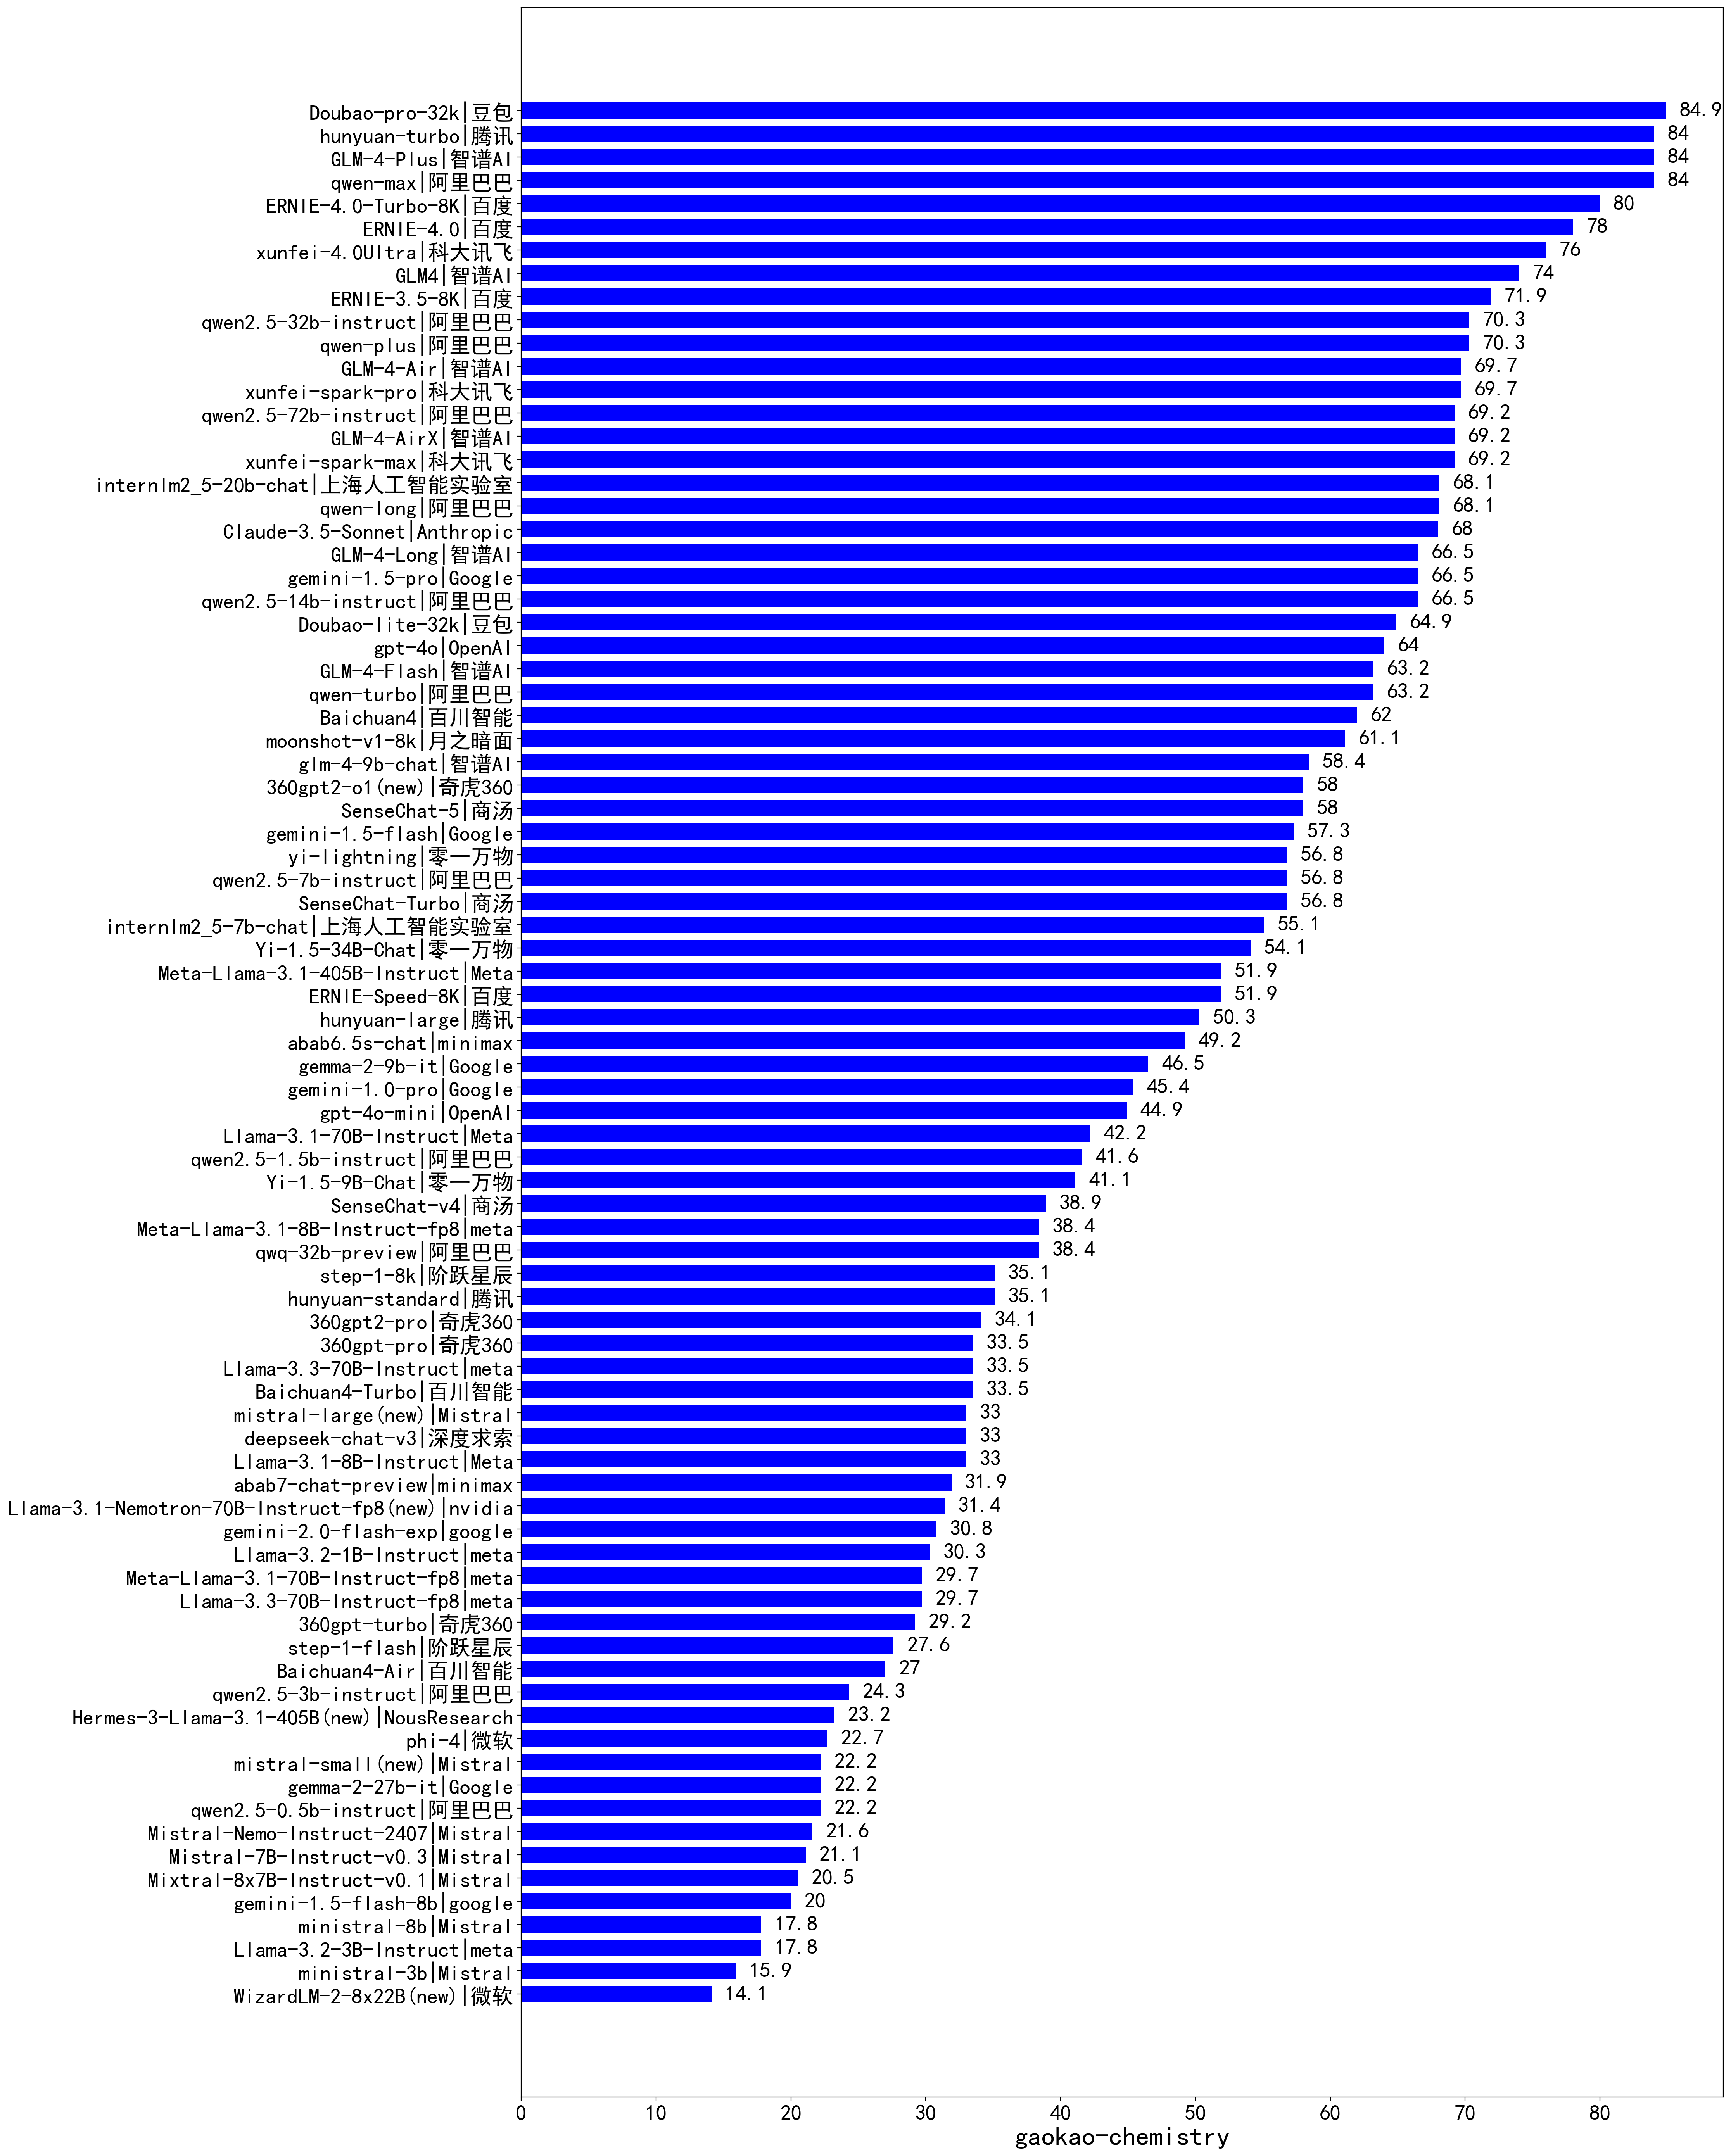 Doubao-pro-32k|豆包 84.9
hunyuan-turbo|腾讯 84
GLM-4-Plus|智谱AI 84
qwen-max|阿里巴巴 84
ERNIE-4.0-Turbo-8K|百度 80
ERNIE-4.0|百度 78
xunfei-4.0Ultra|科大讯飞 76
GLM4|智谱AI 74
ERNIE-3.5-8K|百度 71.9
qwen2.5-32b-instruct|阿里巴巴 70.3
qwen-plus|阿里巴巴 70.3
GLM-4-Air|智谱AI 69.7
xunfei-spark-pro|科大讯飞 69.7
qwen2.5-72b-instruct|阿里巴巴 69.2
GLM-4-AirX|智谱AI 69.2
xunfei-spark-max|科大讯飞 69.2
internlm2_5-20b-chat|上海人工智能实验室 68.1
qwen-long|阿里巴巴 68.1
Claude-3.5-Sonnet|Anthropic 68
GLM-4-Long|智谱AI 66.5
gemini-1.5-pro|Google 66.5
qwen2.5-14b-instruct|阿里巴巴 66.5
Doubao-lite-32k|豆包 64.9
gpt-4o|OpenAI 64
GLM-4-Flash|智谱AI 63.2
qwen-turbo|阿里巴巴 63.2
Baichuan4|百川智能 62
moonshot-v1-8k|月之暗面 61.1
glm-4-9b-chat|智谱AI 58.4
360gpt2-o1(new)|奇虎360 58
SenseChat-5|商汤 58
gemini-1.5-flash|Google 57.3
yi-lightning|零一万物 56.8
qwen2.5-7b-instruct|阿里巴巴 56.8
SenseChat-Turbo|商汤 56.8
internlm2_5-7b-chat|上海人工智能实验室 55.1
Yi-1.5-34B-Chat|零一万物 54.1
Meta-Llama-3.1-405B-Instruct|Meta 51.9
ERNIE-Speed-8K|百度 51.9
hunyuan-large|腾讯 50.3
abab6.5s-chat|minimax 49.2
gemma-2-9b-it|Google 46.5
gemini-1.0-pro|Google 45.4
gpt-4o-mini|OpenAI 44.9
Llama-3.1-70B-Instruct|Meta 42.2
qwen2.5-1.5b-instruct|阿里巴巴 41.6
Yi-1.5-9B-Chat|零一万物 41.1
SenseChat-v4|商汤 38.9
Meta-Llama-3.1-8B-Instruct-fp8|meta 38.4
qwq-32b-preview|阿里巴巴 38.4
step-1-8k|阶跃星辰 35.1
hunyuan-standard|腾讯 35.1
360gpt2-pro|奇虎360 34.1
360gpt-pro|奇虎360 33.5
Llama-3.3-70B-Instruct|meta 33.5
Baichuan4-Turbo|百川智能 33.5
mistral-large(new)|Mistral 33
deepseek-chat-v3|深度求索 33
Llama-3.1-8B-Instruct|Meta 33
abab7-chat-preview|minimax 31.9
Llama-3.1-Nemotron-70B-Instruct-fp8(new)|nvidia 31.4
gemini-2.0-flash-exp|google 30.8
Llama-3.2-1B-Instruct|meta 30.3
Meta-Llama-3.1-70B-Instruct-fp8|meta 29.7
Llama-3.3-70B-Instruct-fp8|meta 29.7
360gpt-turbo|奇虎360 29.2
step-1-flash|阶跃星辰 27.6
Baichuan4-Air|百川智能 27
qwen2.5-3b-instruct|阿里巴巴 24.3
Hermes-3-Llama-3.1-405B(new)|NousResearch 23.2
phi-4|微软 22.7
mistral-small(new)|Mistral 22.2
gemma-2-27b-it|Google 22.2
qwen2.5-0.5b-instruct|阿里巴巴 22.2
Mistral-Nemo-Instruct-2407|Mistral 21.6
Mistral-7B-Instruct-v0.3|Mistral 21.1
Mixtral-8x7B-Instruct-v0.1|Mistral 20.5
gemini-1.5-flash-8b|google 20
ministral-8b|Mistral 17.8
Llama-3.2-3B-Instruct|meta 17.8
ministral-3b|Mistral 15.9
WizardLM-2-8x22B(new)|微软 14.1
0 10 20 30 40 50 60 70 80
gaokao-chemistry